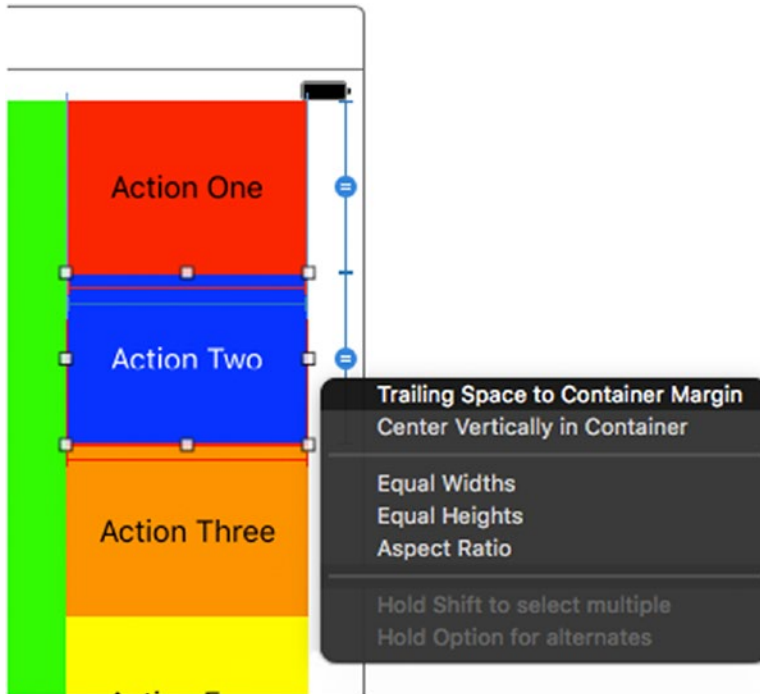 Action One
Action Two
Trailing Space to Container Margin
Center Vertically in Container
Equal Widths
Equal Heights
Aspect Ratio
Hold Shift to select multiple
Hold Option for alternates
Action Three